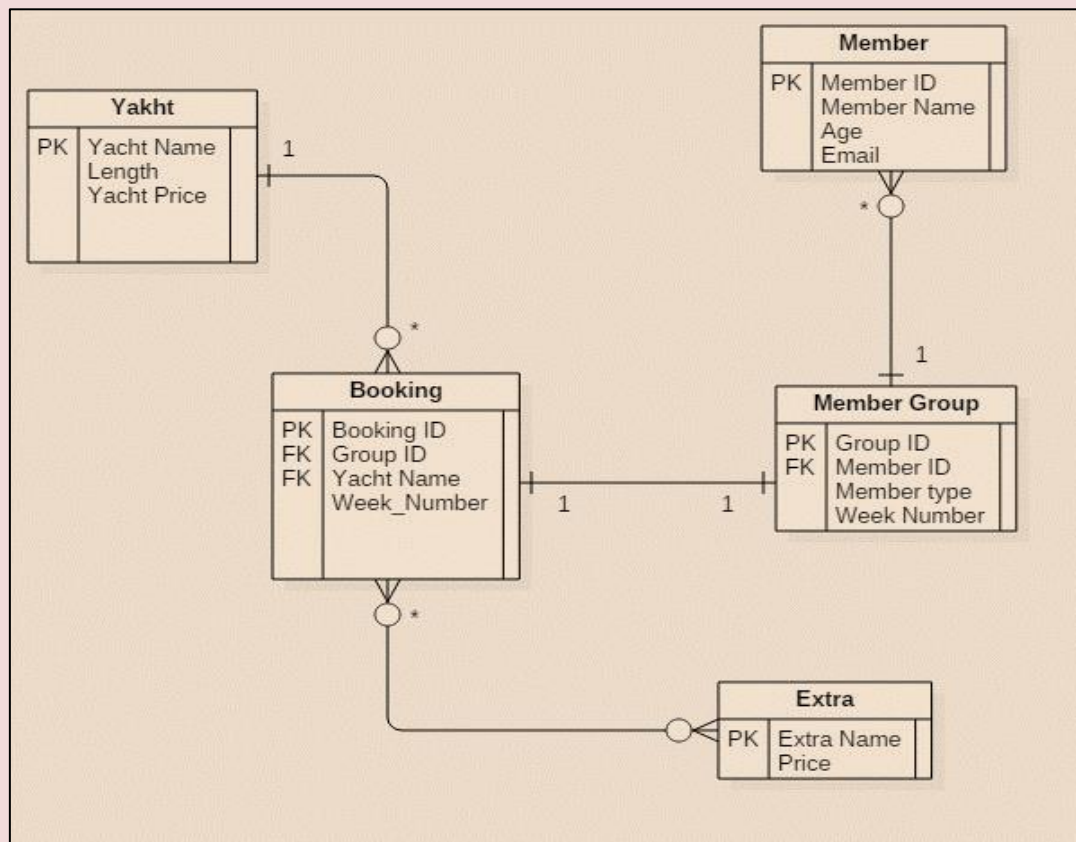 Yakht
PK Yacht Name
Length
Yacht Price
1
*
Member
PK Member ID
Member Name
Age
Email
*
1
Booking
PK Booking ID
FK Group ID
FK Yacht Name
Week_Number
1
1
*
Member Group
PK Group ID
FK Member ID
Member type
Week Number
Extra
PK Extra Name
Price